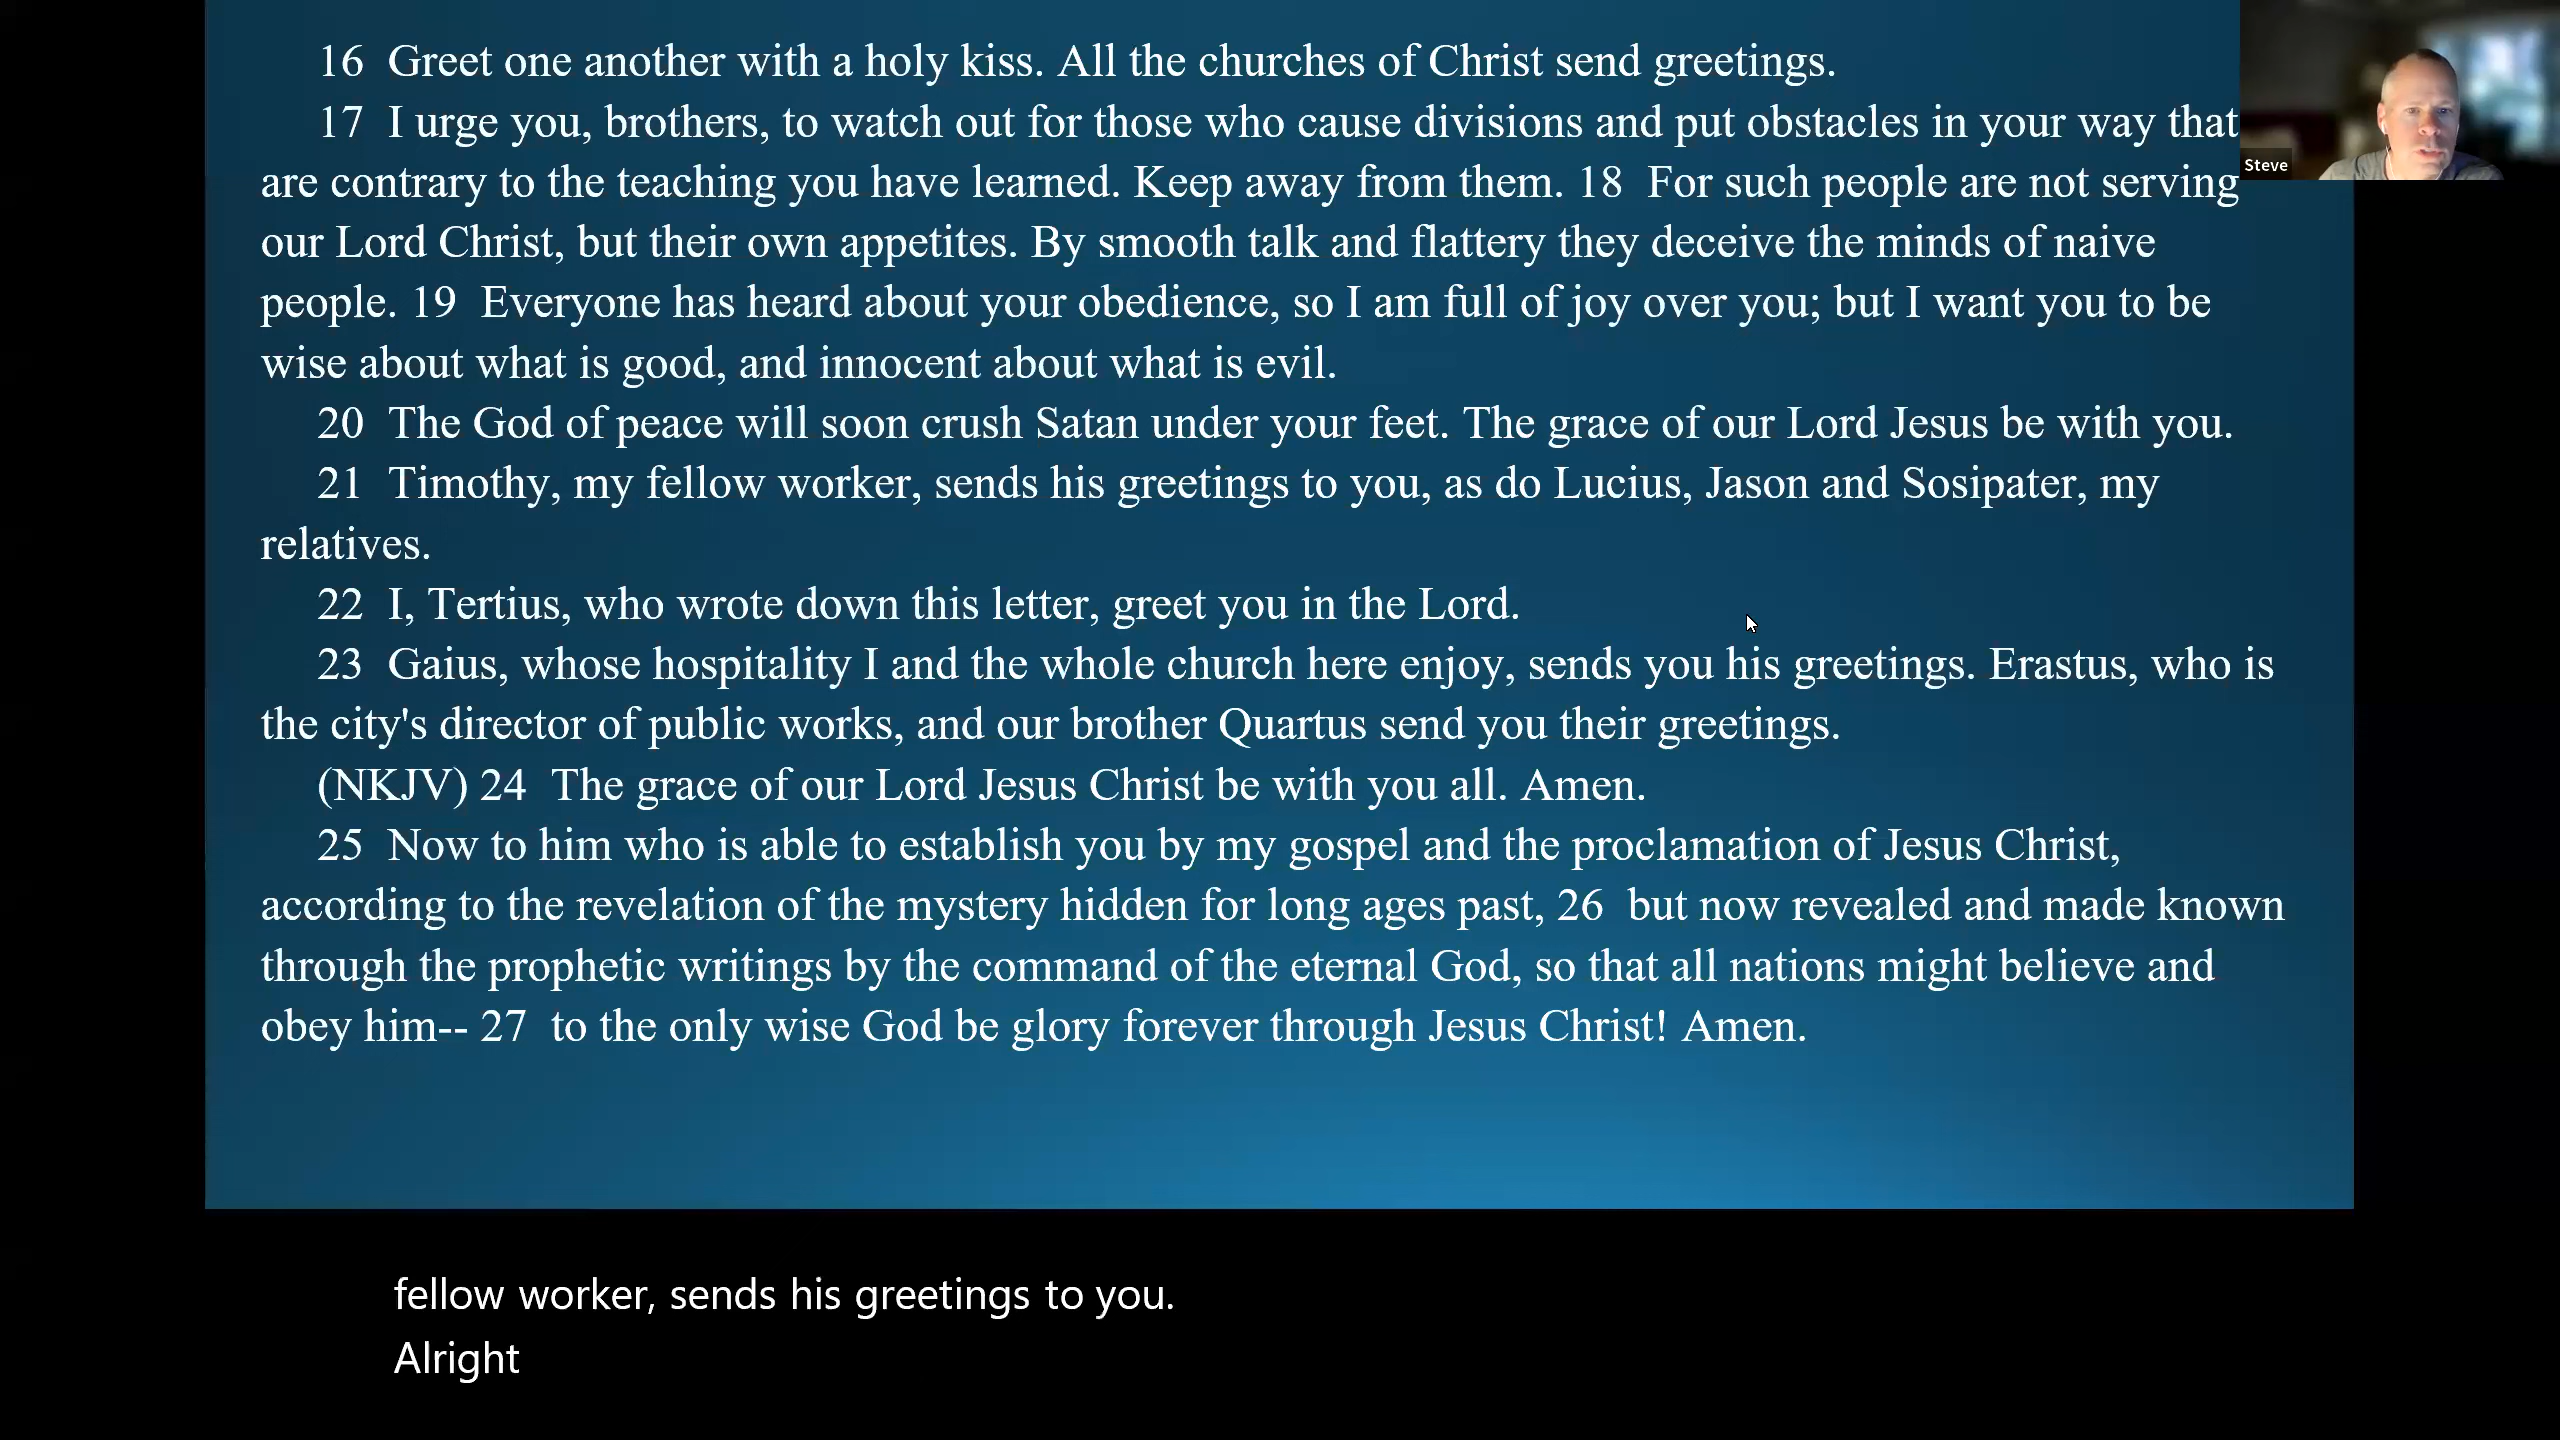 16  Greet one another with a holy kiss. All the churches of Christ send greetings.
17  I urge you, brothers, to watch out for those who cause divisions and put obstacles in your way that
are contrary to the teaching you have learned. Keep away from them. 18  For such people are not serving
our Lord Christ, but their own appetites. By smooth talk and flattery they deceive the minds of naive
people. 19  Everyone has heard about your obedience, so I am full of joy over you; but I want you to be
wise about what is good, and innocent about what is evil.
20  The God of peace will soon crush Satan under your feet. The grace of our Lord Jesus be with you.
21  Timothy, my fellow worker, sends his greetings to you, as do Lucius, Jason and Sosipater, my
relatives.
22  I, Tertius, who wrote down this letter, greet you in the Lord.
23  Gaius, whose hospitality I and the whole church here enjoy, sends you his greetings. Erastus, who is
the city's director of public works, and our brother Quartus send you their greetings.
(NKJV) 24  The grace of our Lord Jesus Christ be with you all. Amen.
25  Now to him who is able to establish you by my gospel and the proclamation of Jesus Christ,
according to the revelation of the mystery hidden for long ages past, 26  but now revealed and made known
through the prophetic writings by the command of the eternal God, so that all nations might believe and
obey him-- 27  to the only wise God be glory forever through Jesus Christ! Amen.
Steve
fellow worker, sends his greetings to you.
Alright